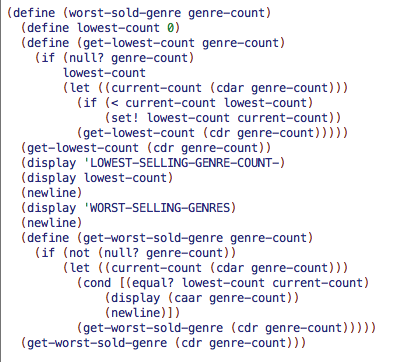 (define (worst-sold-genre genre-count)
  (define lowest-count 0)
  (define (get-lowest-count genre-count)
    (if (null? genre-count)
        lowest-count
        (let ((current-count (cdar genre-count)))
          (if (< current-count lowest-count)
              (set! lowest-count current-count))
          (get-lowest-count (cdr genre-count)))))
  (get-lowest-count (cdr genre-count))
  (display 'LOWEST-SELLING-GENRE-COUNT-)
  (display lowest-count)
  (newline)
  (display 'WORST-SELLING-GENRES)
  (newline)
  (define (get-worst-sold-genre genre-count)
    (if (not (null? genre-count))
        (let ((current-count (cdar genre-count)))
          (cond [(equal? lowest-count current-count)
              (display (caar genre-count))
              (newline)])
          (get-worst-sold-genre (cdr genre-count)))))
  (get-worst-sold-genre (cdr genre-count)))